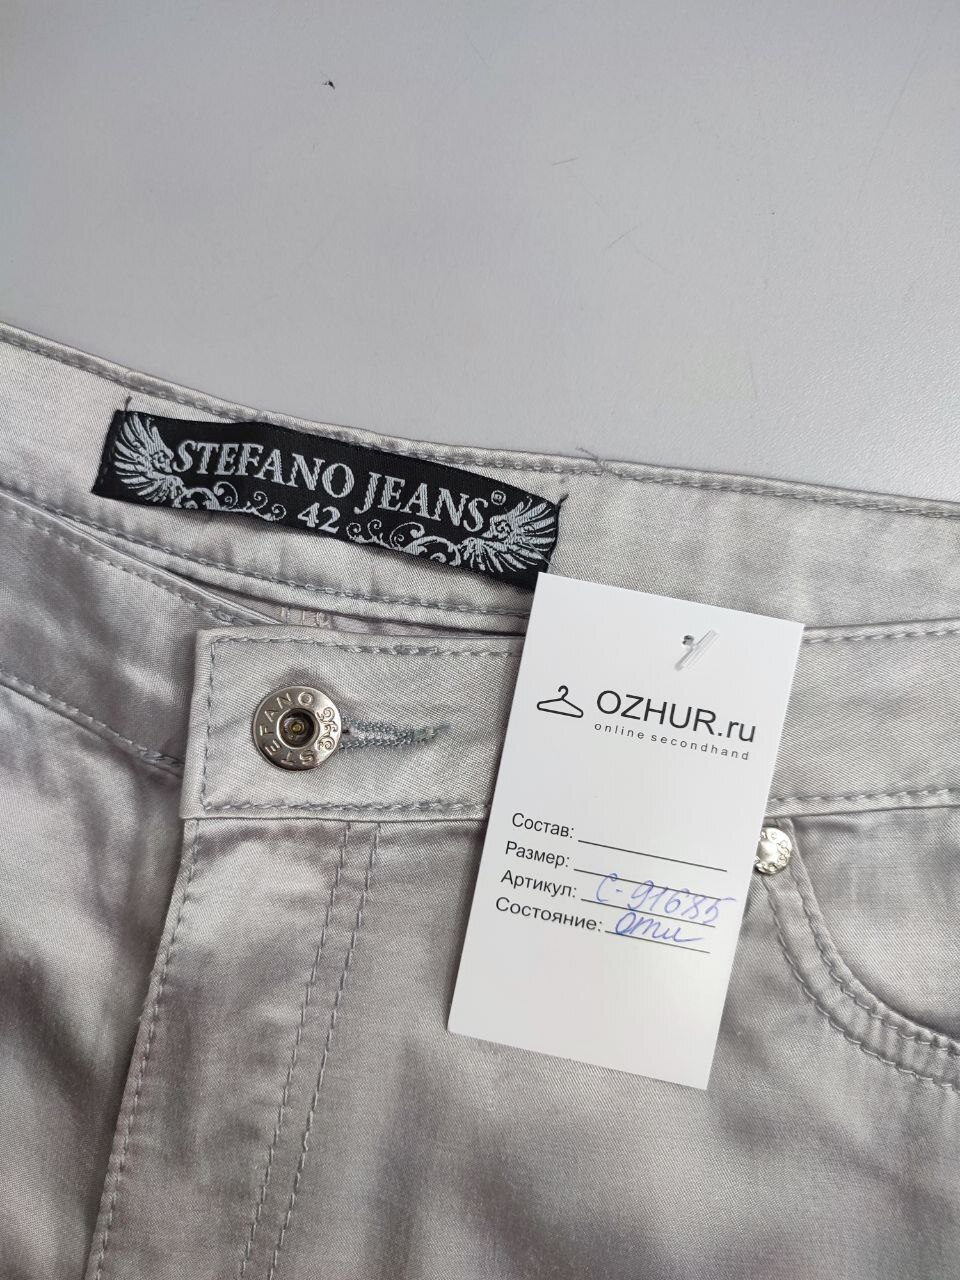 STEFANO JEANS®
42
STEFANO
OZHUR.ru
online secondhand
Состав:
Размер:
Артикул: С-91685
Состояние: отл